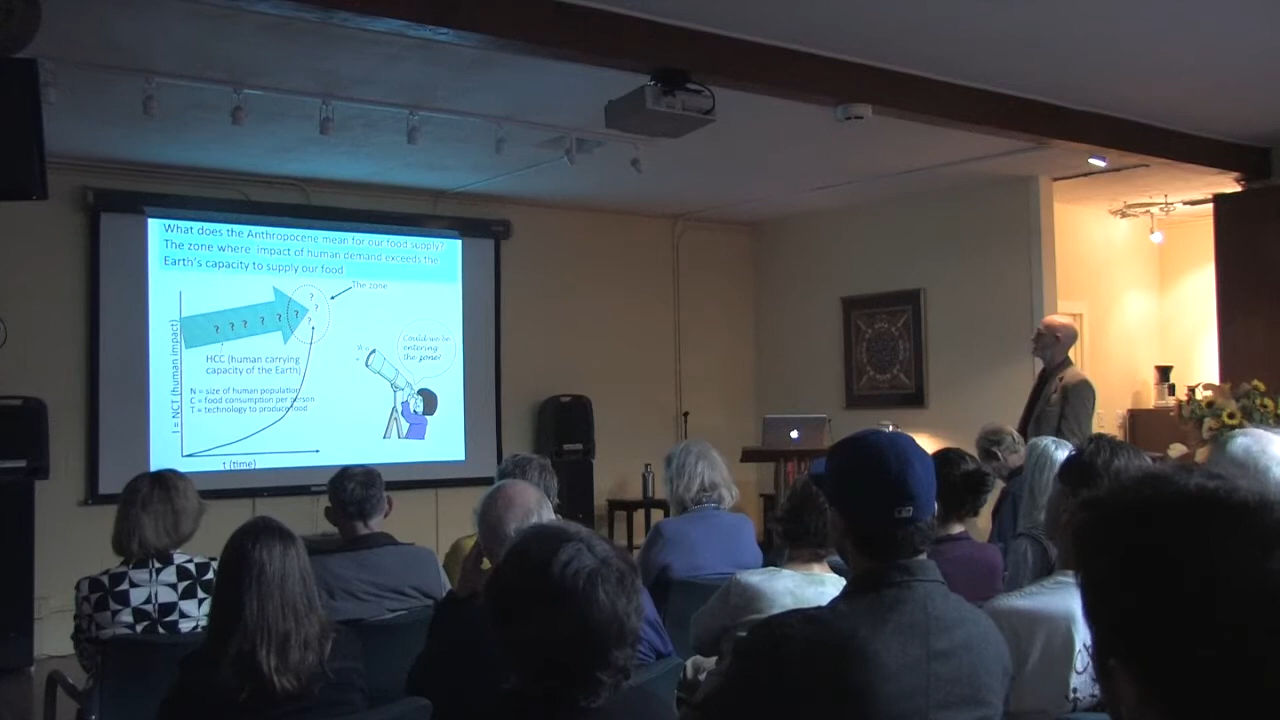 What does the Anthropocene mean for our food supply?
The zone where impact of human demand exceeds the
Earth's capacity to supply our food
The zone
?
?
?
? ? ? ? ? ?
I = NCT (human impact)
HCC (human carrying
capacity of the Earth)
Could we be
entering
the zone?
N = size of human population
C = food consumption per person
T = technology to produce food
t (time)